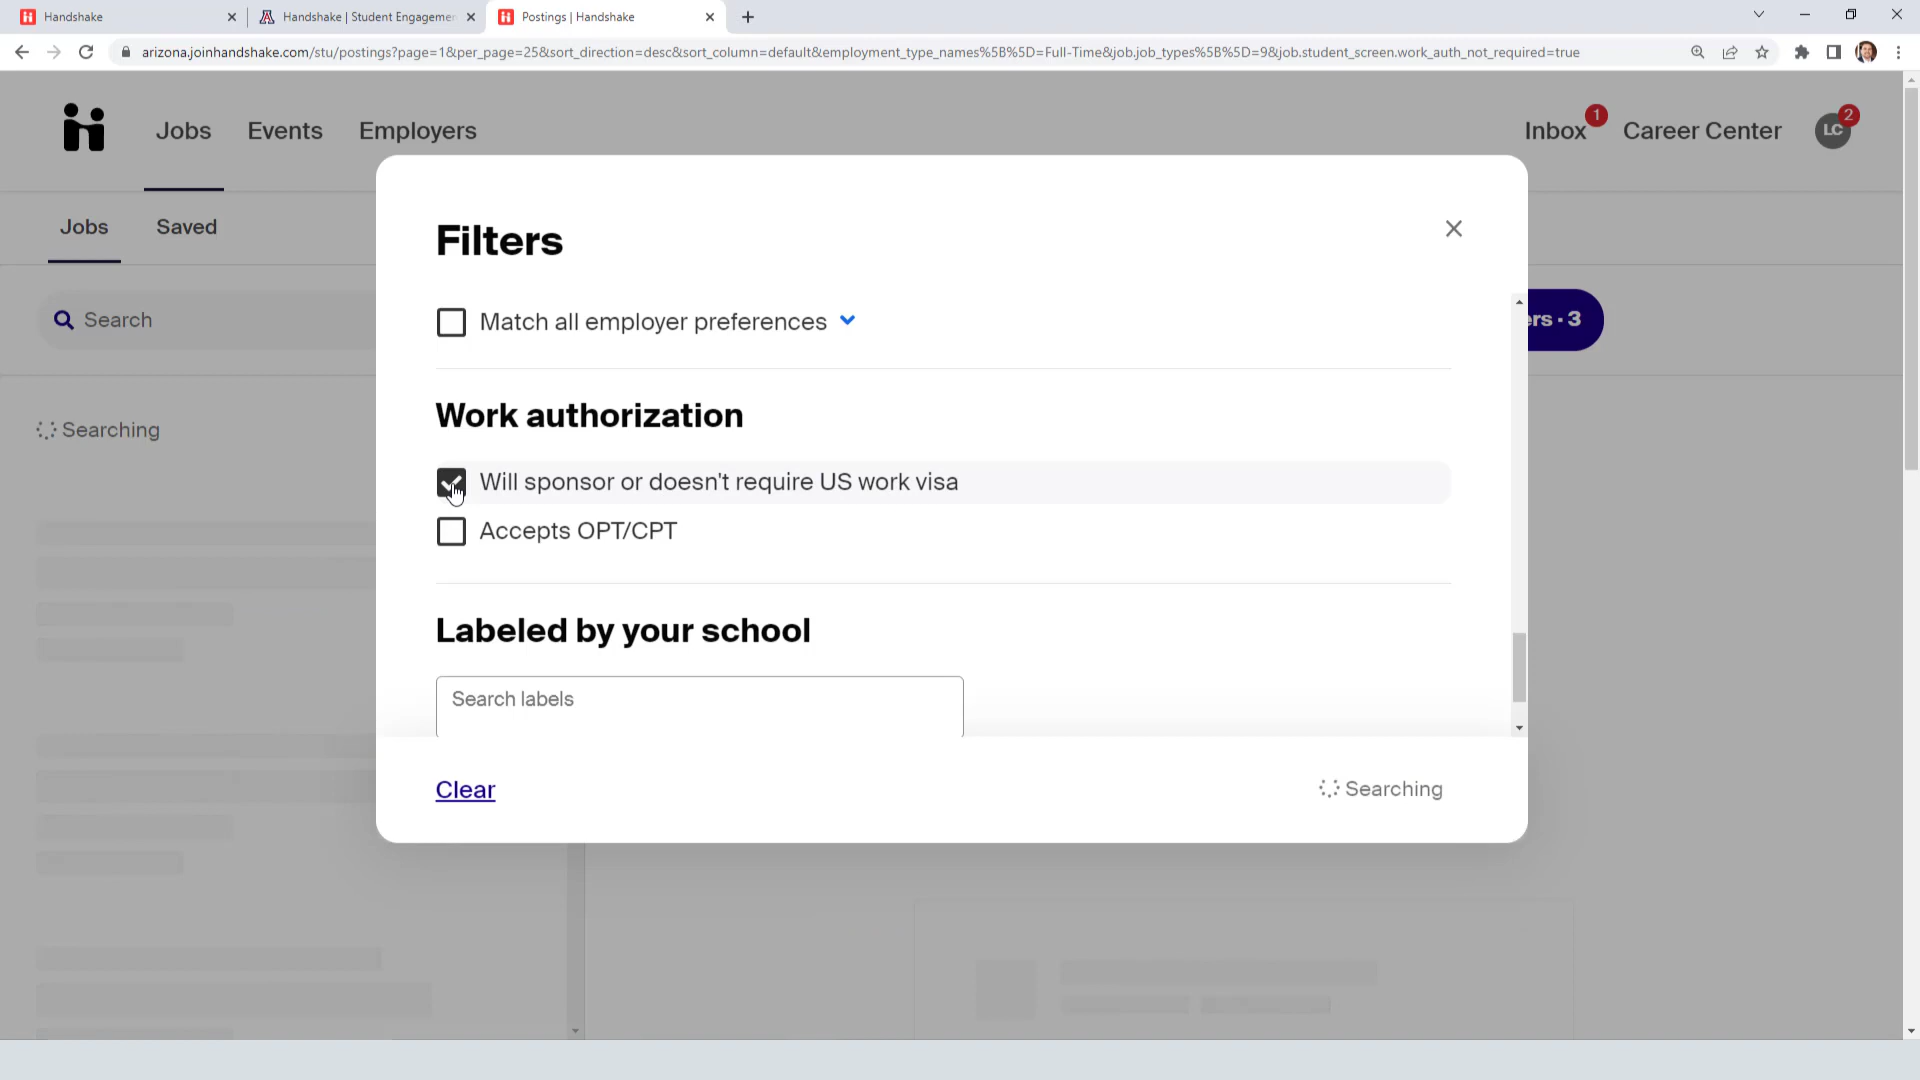 Handshake
Handshake | Student Engagemen
Postings | Handshake
arizona.joinhandshake.com/stu/postings?page=1&per_page=25&sort_direction=desc&sort_column=default&employment_type_names%5B%5D=Full-Time&job.job_types%5B%5D=9&job.student_screen.work_auth_not_required=true
Jobs
Events
Employers
Inbox
1
Career Center
LC
2
Jobs
Saved
Search
ers · 3
Searching
Filters
Match all employer preferences
Work authorization
Will sponsor or doesn't require US work visa
Accepts OPT/CPT
Labeled by your school
Search labels
Clear
Searching